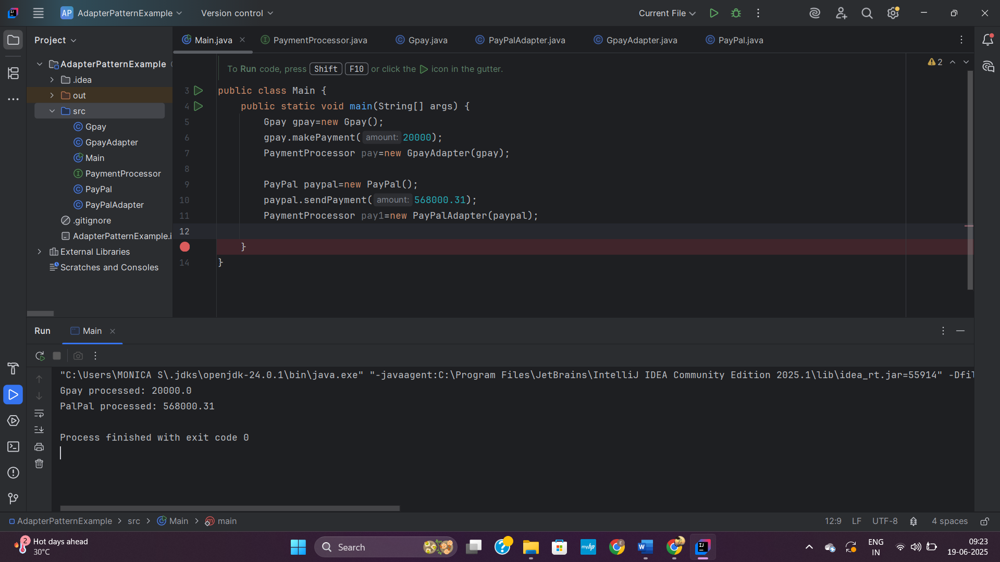 AP AdapterPatternExample Version control Current File
Project
Main.java PaymentProcessor.java Gpay.java PayPalAdapter.java GpayAdapter.java PayPal.java
AdapterPatternExample
.idea
out
src
Gpay
GpayAdapter
Main
PaymentProcessor
PayPal
PayPalAdapter
.gitignore
AdapterPatternExample.i
External Libraries
Scratches and Consoles
To Run code, press Shift F10 or click the icon in the gutter.
2
3 public class Main {
4 public static void main(String[] args) {
5 Gpay gpay=new Gpay();
6 gpay.makePayment( amount: 20000);
7 PaymentProcessor pay=new GpayAdapter(gpay);
8
9 PayPal paypal=new PayPal();
10 paypal.sendPayment( amount: 568000.31);
11 PaymentProcessor pay1=new PayPalAdapter(paypal);
12
}
14 }
Run Main
"C:\Users\MONICA S\.jdks\openjdk-24.0.1\bin\java.exe" "-javaagent:C:\Program Files\JetBrains\IntelliJ IDEA Community Edition 2025.1\lib\idea_rt.jar=55914" -Dfil
Gpay processed: 20000.0
PalPal processed: 568000.31
Process finished with exit code 0
AdapterPatternExample > src > Main > main 12:9 LF UTF-8 4 spaces
2 Hot days ahead
30°C
Search
myhp
ENG
IN
09:23
19-06-2025